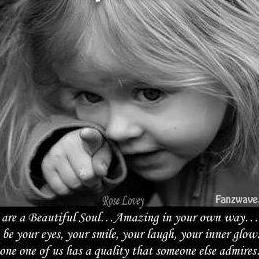 Rose Lovey
Fanzwave.
are a Beautiful Soul...Amazing in your own way...
be your eyes, your smile, your laugh, your inner glow.
one one of us has a quality that someone else admires.